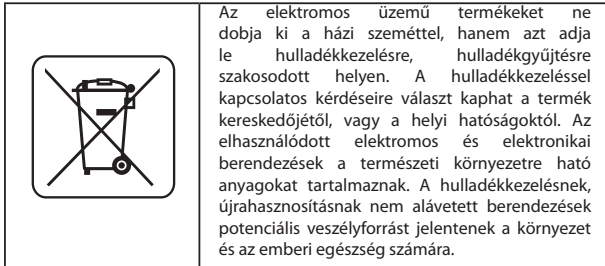 Az elektromos üzemű termékeket ne
dobja ki a házi szeméttel, hanem azt adja
le hulladékkezelésre, hulladékgyűjtésre
szakosodott helyen. A hulladékkezeléssel
kapcsolatos kérdéseire választ kaphat a termék
kereskedőjétől, vagy a helyi hatóságoktól. Az
elhasználódott elektromos és elektronikai
berendezések a természeti környezetre ható
anyagokat tartalmaznak. A hulladékkezelésnek,
újrahasznosításnak nem alávetett berendezések
potenciális veszélyforrást jelentenek a környezet
és az emberi egészség számára.